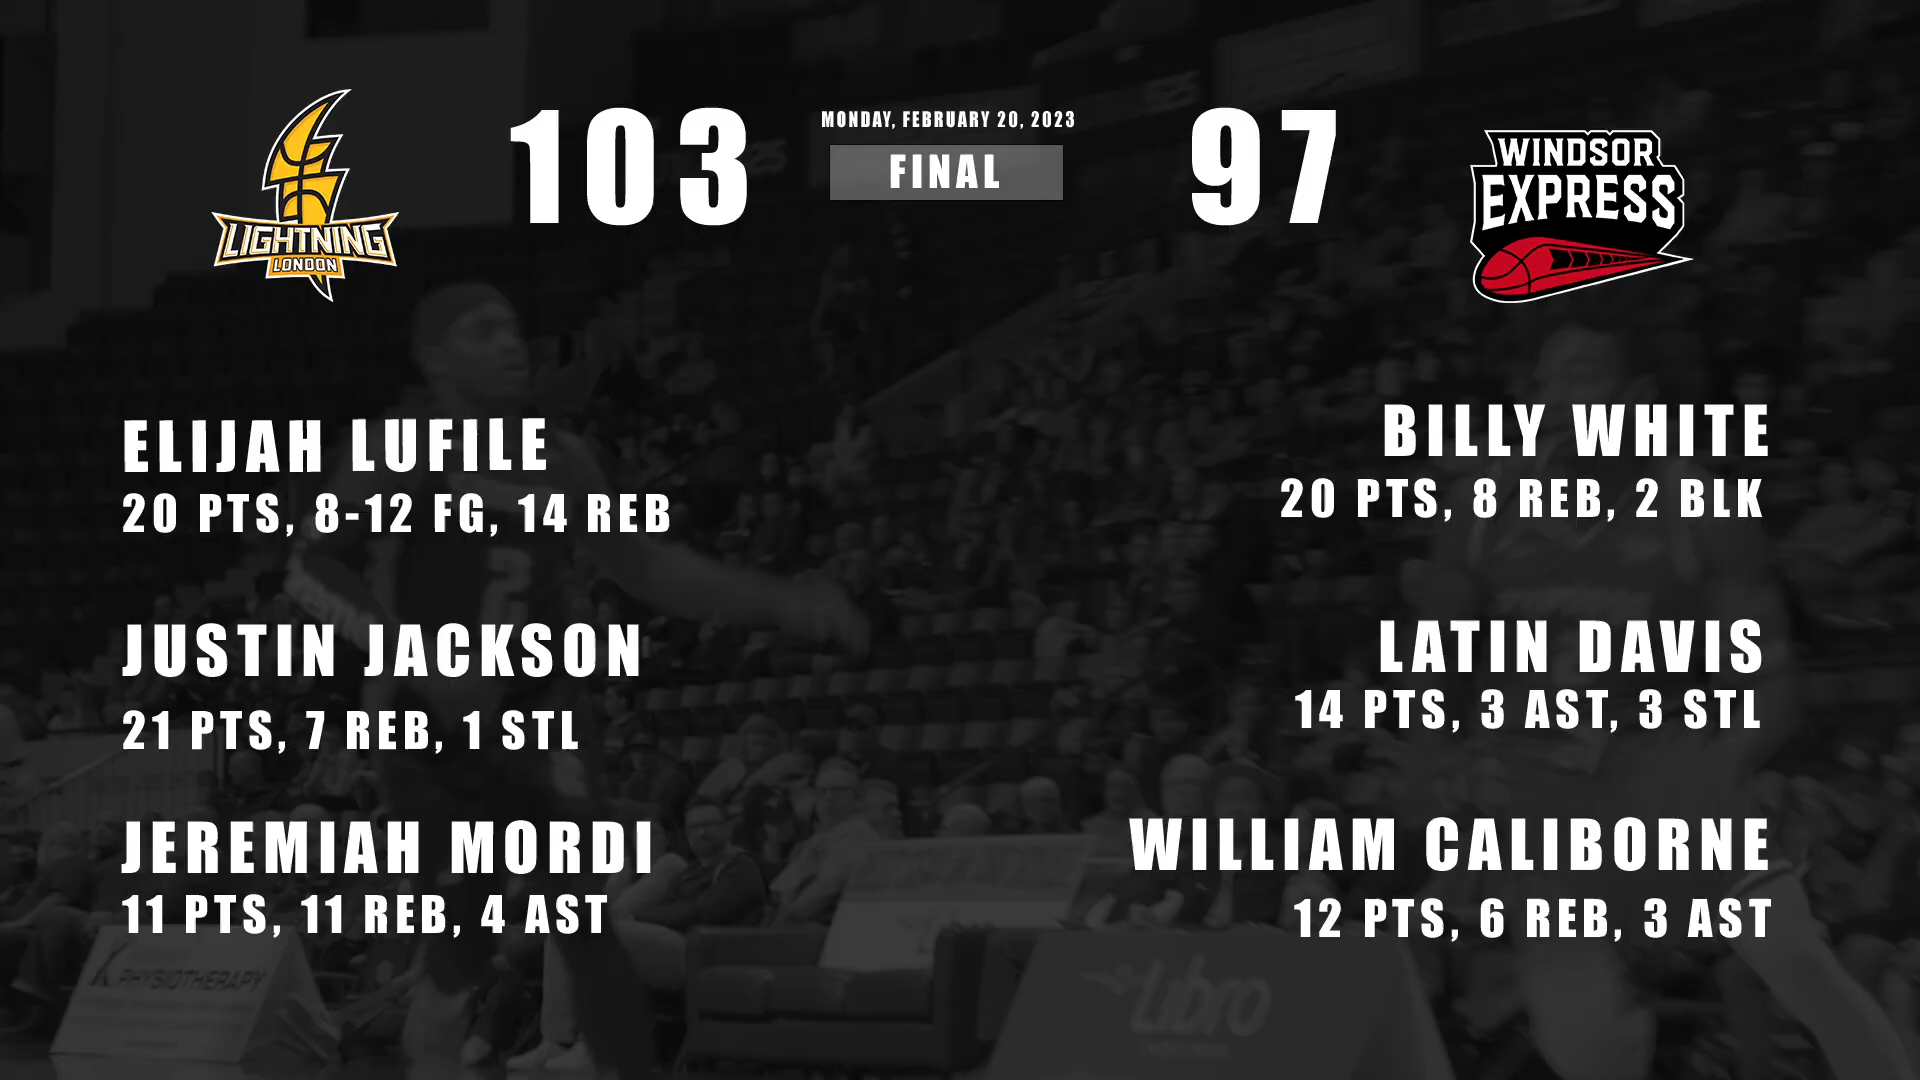 103
MONDAY, FEBRUARY 20, 2023
FINAL
97
LIGHTNING
LONDON
WINDSOR
EXPRESS
ELIJAH LUFILE
20 PTS, 8-12 FG, 14 REB
JUSTIN JACKSON
21 PTS, 7 REB, 1 STL
JEREMIAH MORDI
11 PTS, 11 REB, 4 AST
BILLY WHITE
20 PTS, 8 REB, 2 BLK
LATIN DAVIS
14 PTS, 3 AST, 3 STL
WILLIAM CALIBORNE
12 PTS, 6 REB, 3 AST
PHYSIOTHERAPY
Libro